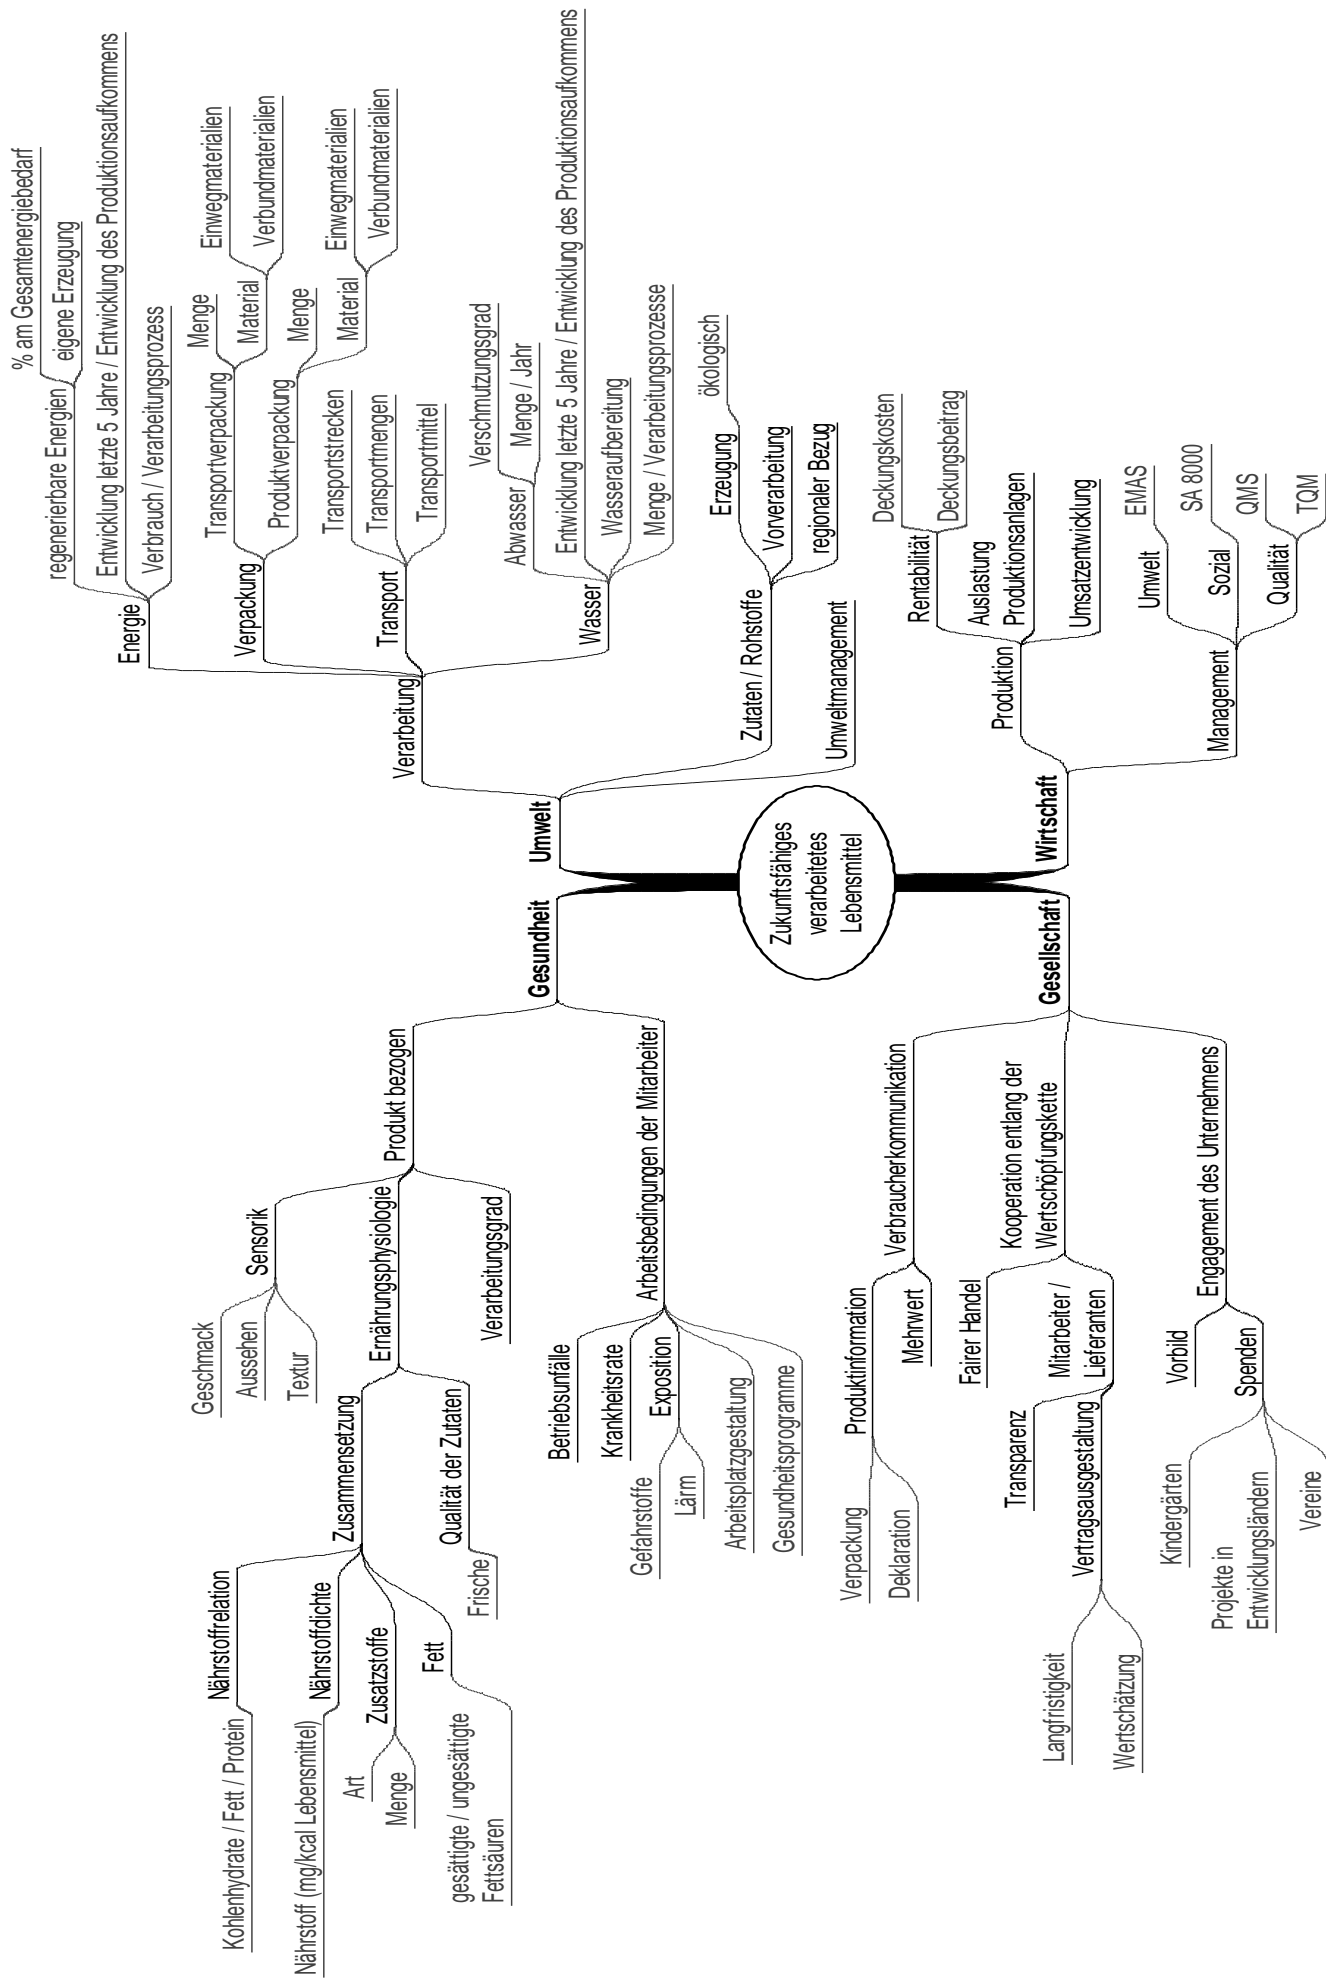 Zukunftsfähiges
verarbeitetes
Lebensmittel
Gesundheit
Produkt bezogen
Sensorik
Geschmack
Aussehen
Textur
Ernährungsphysiologie
Zusammensetzung
Nährstoffrelation
Kohlenhydrate / Fett / Protein
Nährstoffdichte
Nährstoff (mg/kcal Lebensmittel)
Zusatzstoffe
Art
Menge
Fett
gesättigte / ungesättigte
Fettsäuren
Qualität der Zutaten
Frische
Verarbeitungsgrad
Arbeitsbedingungen der Mitarbeiter
Betriebsunfälle
Krankheitsrate
Exposition
Gefahrstoffe
Lärm
Arbeitsplatzgestaltung
Gesundheitsprogramme
Umwelt
Verarbeitung
Energie
regenerierbare Energien
% am Gesamtenergiebedarf
eigene Erzeugung
Entwicklung letzte 5 Jahre / Entwicklung des Produktionsaufkommens
Verbrauch / Verarbeitungsprozess
Verpackung
Transportverpackung
Menge
Material
Einwegmaterialien
Verbundmaterialien
Produktverpackung
Menge
Material
Einwegmaterialien
Verbundmaterialien
Transport
Transportstrecken
Transportmengen
Transportmittel
Wasser
Abwasser
Verschmutzungsgrad
Menge / Jahr
Entwicklung letzte 5 Jahre / Entwicklung des Produktionsaufkommens
Wasseraufbereitung
Menge / Verarbeitungsprozesse
Zutaten / Rohstoffe
Erzeugung
ökologisch
Vorverarbeitung
regionaler Bezug
Umweltmanagement
Gesellschaft
Verbraucherkommunikation
Produktinformation
Verpackung
Deklaration
Mehrwert
Kooperation entlang der
Wertschöpfungskette
Fairer Handel
Mitarbeiter /
Lieferanten
Transparenz
Vertragsausgestaltung
Langfristigkeit
Wertschätzung
Engagement des Unternehmens
Vorbild
Spenden
Kindergärten
Projekte in
Entwicklungsländern
Vereine
Wirtschaft
Produktion
Rentabilität
Deckungskosten
Deckungsbeitrag
Auslastung
Produktionsanlagen
Umsatzentwicklung
Management
Umwelt
EMAS
Sozial
SA 8000
Qualität
QMS
TQM